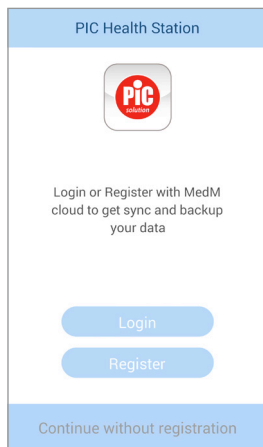 PIC Health Station
PiC
solution
Login or Register with MedM
cloud to get sync and backup
your data
Login
Register
Continue without registration